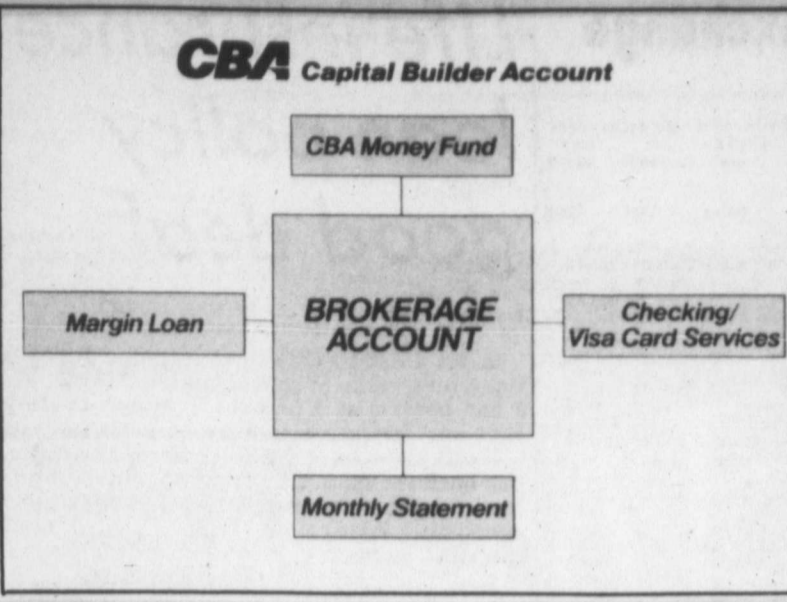 CBA Capital Builder Account
CBA Money Fund
Margin Loan
BROKERAGE
ACCOUNT
Checking/
Visa Card Services
Monthly Statement